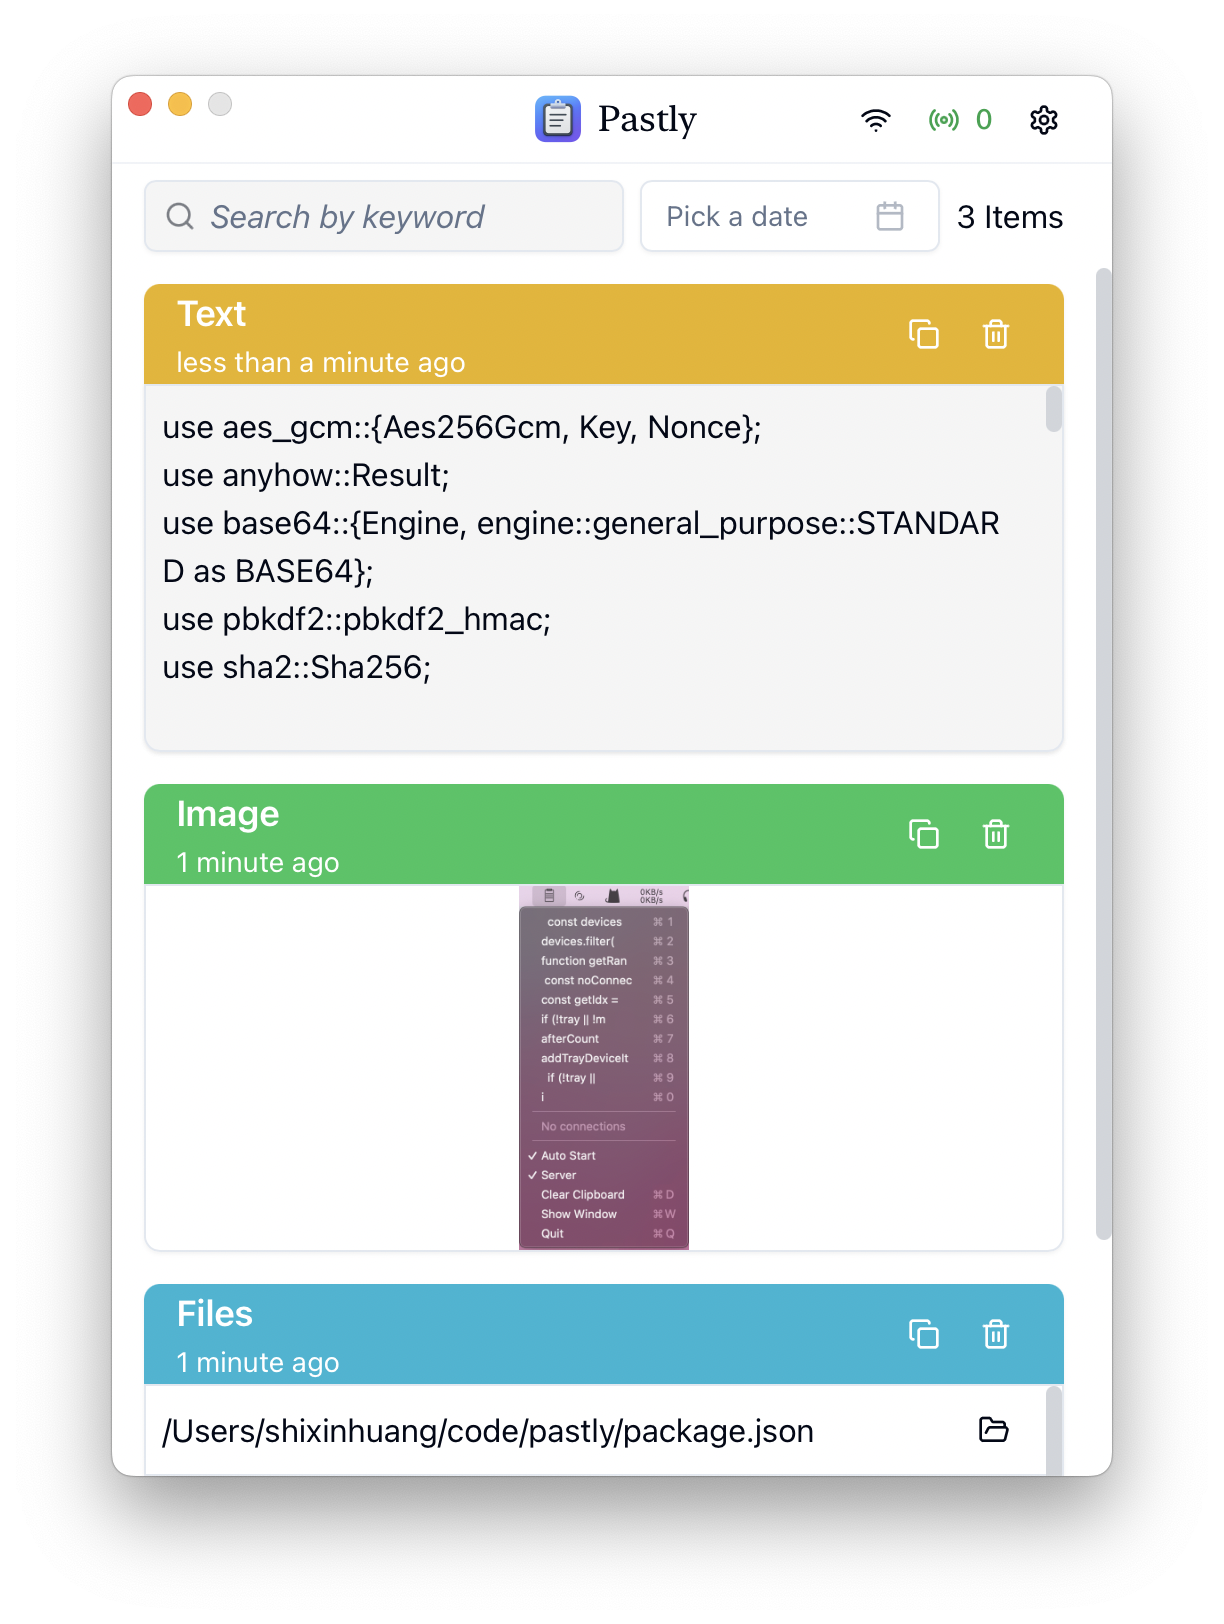 Pastly
0
Search by keyword
Pick a date
3 Items
Text
less than a minute ago
use aes_gcm::{Aes256Gcm, Key, Nonce};
use anyhow::Result;
use base64::{Engine, engine::general_purpose::STANDAR
D as BASE64};
use pbkdf2::pbkdf2_hmac;
use sha2::Sha256;
Image
1 minute ago
0KB/s
0KB/s
const devices ⌘ 1
devices.filter( ⌘ 2
function getRan ⌘ 3
const noConnec ⌘ 4
const getIdx = ⌘ 5
if (!tray || !m ⌘ 6
afterCount ⌘ 7
addTrayDeviceIt ⌘ 8
if (!tray || ⌘ 9
i ⌘ 0
No connections
✓ Auto Start
✓ Server
Clear Clipboard ⌘ D
Show Window ⌘ W
Quit ⌘ Q
Files
1 minute ago
/Users/shixinhuang/code/pastly/package.json